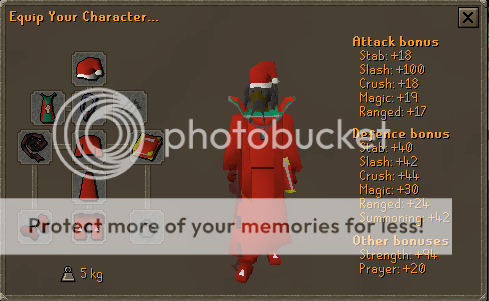 Equip Your Character...
Attack bonus
Stab: +18
Slash: +100
Crush: +18
Magic: +19
Ranged: +17
Defence bonus
Stab: +40
Slash: +42
Crush: +44
Magic: +30
Ranged: +24
Summoning: +42
Other bonuses
Strength: +94
Prayer: +20
5 kg
photobucket
Protect more of your memories for less!